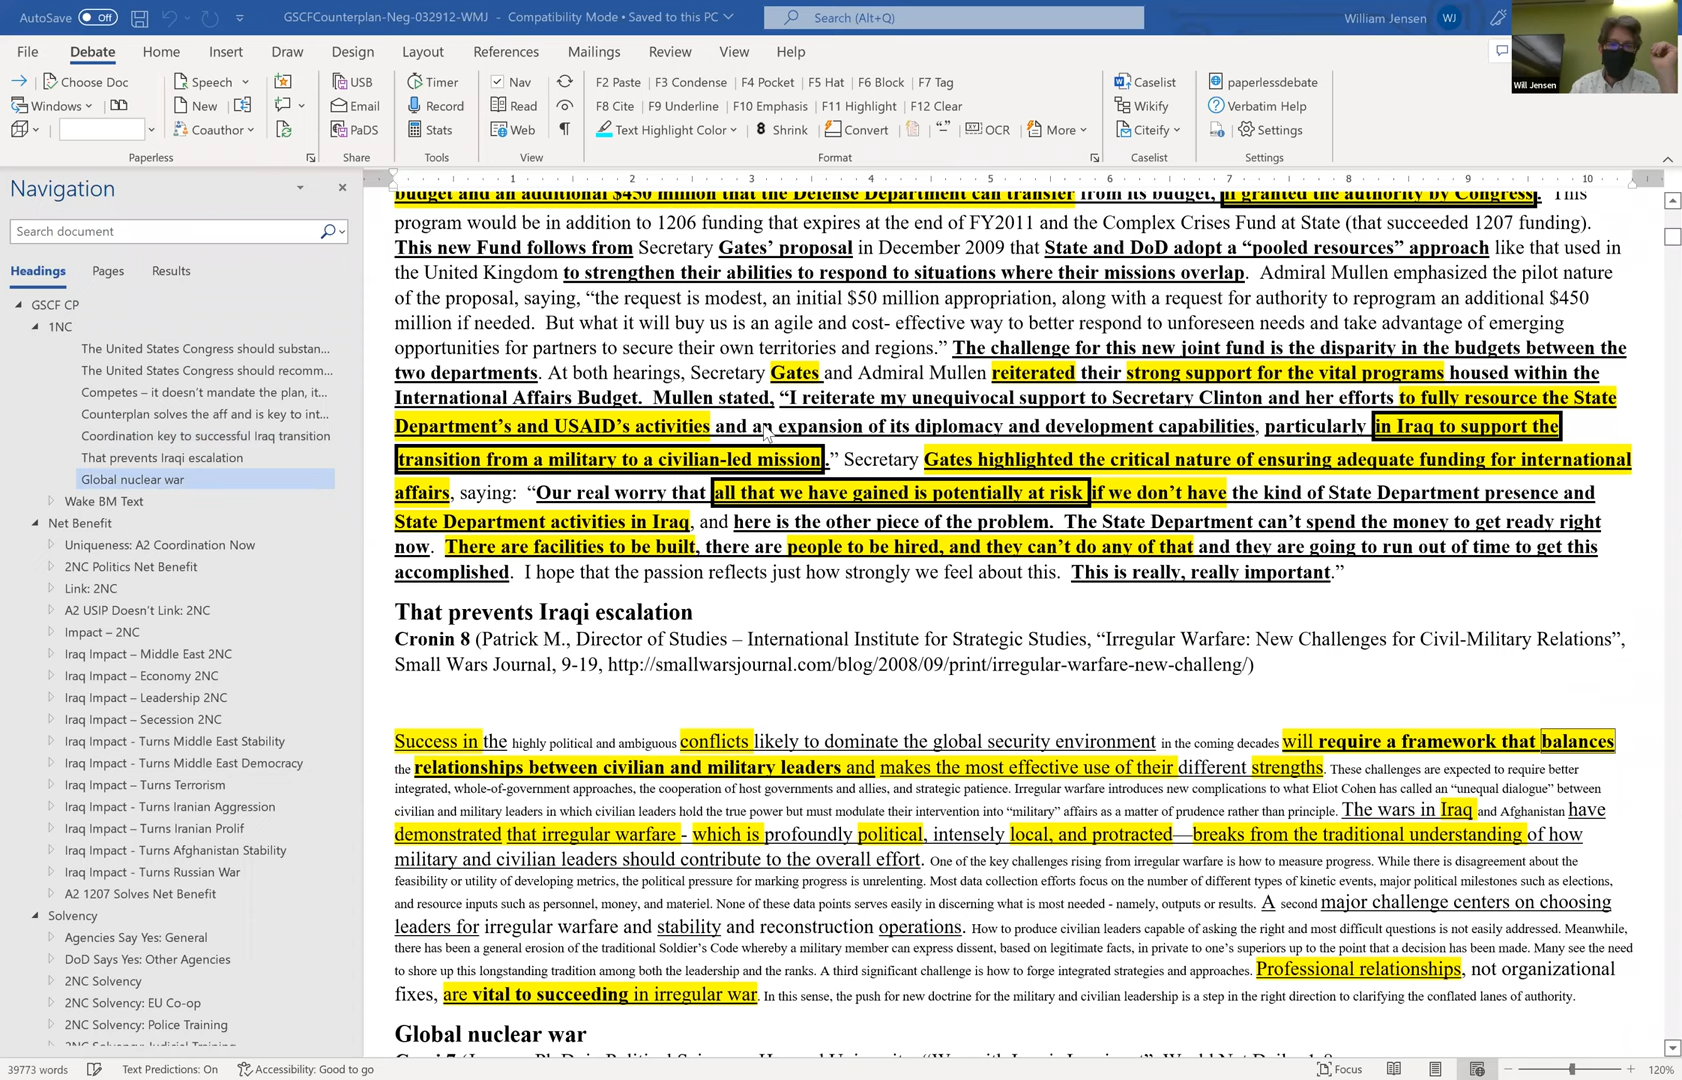 AutoSave Off GSCFCounterplan-Neg-032912-WMJ - Compatibility Mode • Saved to this PC Search (Alt+Q) William Jensen WJ
File Debate Home Insert Draw Design Layout References Mailings Review View Help
Will Jensen
Choose Doc Speech USB Timer Nav F2 Paste F3 Condense F4 Pocket F5 Hat F6 Block F7 Tag Caselist paperlessdebate
Windows New Email Record Read F8 Cite F9 Underline F10 Emphasis F11 Highlight F12 Clear Wikify Verbatim Help
Coauthor PaDS Stats Web Text Highlight Color 8 Shrink Convert OCR More Citeify Settings
Paperless Share Tools View Format Caselist Settings
Navigation
Search document
Headings Pages Results
GSCF CP
1NC
The United States Congress should substan...
The United States Congress should recomm...
Competes – it doesn't mandate the plan, it...
Counterplan solves the aff and is key to int...
Coordination key to successful Iraq transition
That prevents Iraqi escalation
Global nuclear war
Wake BM Text
Net Benefit
Uniqueness: A2 Coordination Now
2NC Politics Net Benefit
Link: 2NC
A2 USIP Doesn't Link: 2NC
Impact – 2NC
Iraq Impact – Middle East 2NC
Iraq Impact – Economy 2NC
Iraq Impact – Leadership 2NC
Iraq Impact – Secession 2NC
Iraq Impact - Turns Middle East Stability
Iraq Impact - Turns Middle East Democracy
Iraq Impact – Turns Terrorism
Iraq Impact - Turns Iranian Aggression
Iraq Impact – Turns Iranian Prolif
Iraq Impact - Turns Afghanistan Stability
Iraq Impact - Turns Russian War
A2 1207 Solves Net Benefit
Solvency
Agencies Say Yes: General
DoD Says Yes: Other Agencies
2NC Solvency
2NC Solvency: EU Co-op
2NC Solvency: Police Training
2NC Solvency: Judicial Training
1 2 3 4 5 6 7 8 9 10
budget and an additional $450 million that the Defense Department can transfer from its budget, if granted the authority by Congress. This
program would be in addition to 1206 funding that expires at the end of FY2011 and the Complex Crises Fund at State (that succeeded 1207 funding).
This new Fund follows from Secretary Gates' proposal in December 2009 that State and DoD adopt a "pooled resources" approach like that used in
the United Kingdom to strengthen their abilities to respond to situations where their missions overlap. Admiral Mullen emphasized the pilot nature
of the proposal, saying, "the request is modest, an initial $50 million appropriation, along with a request for authority to reprogram an additional $450
million if needed. But what it will buy us is an agile and cost- effective way to better respond to unforeseen needs and take advantage of emerging
opportunities for partners to secure their own territories and regions." The challenge for this new joint fund is the disparity in the budgets between the
two departments. At both hearings, Secretary Gates and Admiral Mullen reiterated their strong support for the vital programs housed within the
International Affairs Budget. Mullen stated, "I reiterate my unequivocal support to Secretary Clinton and her efforts to fully resource the State
Department's and USAID's activities and an expansion of its diplomacy and development capabilities, particularly in Iraq to support the
transition from a military to a civilian-led mission." Secretary Gates highlighted the critical nature of ensuring adequate funding for international
affairs, saying: "Our real worry that all that we have gained is potentially at risk if we don't have the kind of State Department presence and
State Department activities in Iraq, and here is the other piece of the problem. The State Department can't spend the money to get ready right
now. There are facilities to be built, there are people to be hired, and they can't do any of that and they are going to run out of time to get this
accomplished. I hope that the passion reflects just how strongly we feel about this. This is really, really important."
That prevents Iraqi escalation
Cronin 8 (Patrick M., Director of Studies – International Institute for Strategic Studies, "Irregular Warfare: New Challenges for Civil-Military Relations",
Small Wars Journal, 9-19, http://smallwarsjournal.com/blog/2008/09/print/irregular-warfare-new-challeng/)
Success in the highly political and ambiguous conflicts likely to dominate the global security environment in the coming decades will require a framework that balances
the relationships between civilian and military leaders and makes the most effective use of their different strengths. These challenges are expected to require better
integrated, whole-of-government approaches, the cooperation of host governments and allies, and strategic patience. Irregular warfare introduces new complications to what Eliot Cohen has called an "unequal dialogue" between
civilian and military leaders in which civilian leaders hold the true power but must modulate their intervention into "military" affairs as a matter of prudence rather than principle. The wars in Iraq and Afghanistan have
demonstrated that irregular warfare - which is profoundly political, intensely local, and protracted—breaks from the traditional understanding of how
military and civilian leaders should contribute to the overall effort. One of the key challenges rising from irregular warfare is how to measure progress. While there is disagreement about the
feasibility or utility of developing metrics, the political pressure for marking progress is unrelenting. Most data collection efforts focus on the number of different types of kinetic events, major political milestones such as elections,
and resource inputs such as personnel, money, and materiel. None of these data points serves easily in discerning what is most needed - namely, outputs or results. A second major challenge centers on choosing
leaders for irregular warfare and stability and reconstruction operations. How to produce civilian leaders capable of asking the right and most difficult questions is not easily addressed. Meanwhile,
there has been a general erosion of the traditional Soldier's Code whereby a military member can express dissent, based on legitimate facts, in private to one's superiors up to the point that a decision has been made. Many see the need
to shore up this longstanding tradition among both the leadership and the ranks. A third significant challenge is how to forge integrated strategies and approaches. Professional relationships, not organizational
fixes, are vital to succeeding in irregular war. In this sense, the push for new doctrine for the military and civilian leadership is a step in the right direction to clarifying the conflated lanes of authority.
Global nuclear war
39773 words Text Predictions: On Accessibility: Good to go Focus 120%